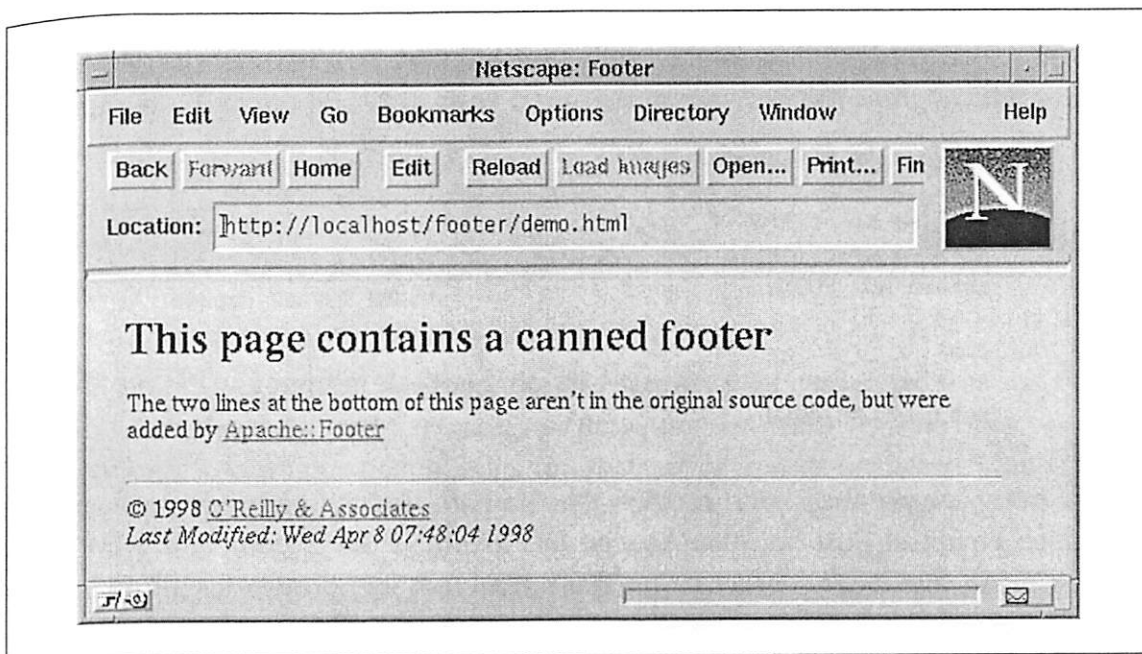 Netscape: Footer
File Edit View Go Bookmarks Options Directory Window Help
Back Forward Home Edit Reload Load Images Open... Print... Fin
N
Location: http://localhost/footer/demo.html
This page contains a canned footer
The two lines at the bottom of this page aren't in the original source code, but were
added by Apache::Footer
© 1998 O'Reilly & Associates
Last Modified: Wed Apr 8 07:48:04 1998